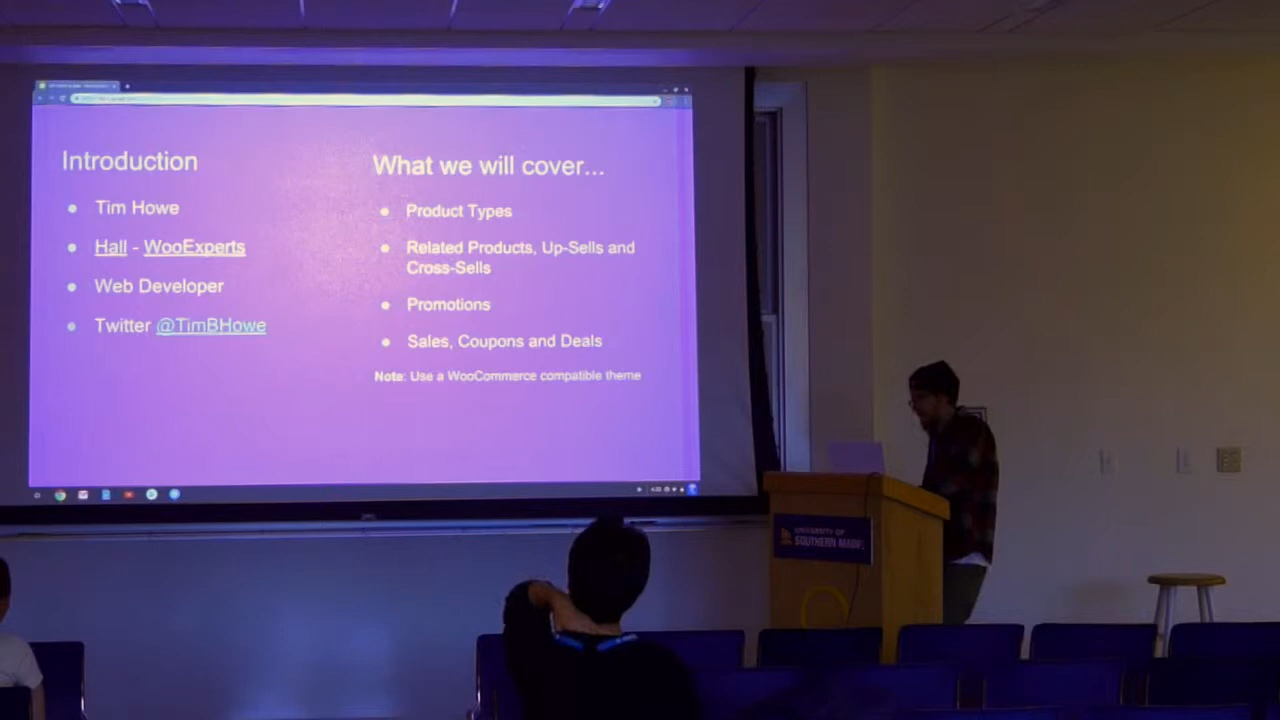 Introduction
Tim Howe
Hall - WooExperts
Web Developer
Twitter @TimBHowe
What we will cover...
Product Types
Related Products, Up-Sells and
Cross-Sells
Promotions
Sales, Coupons and Deals
Note: Use a WooCommerce compatible theme
UNIVERSITY OF
SOUTHERN MAINE